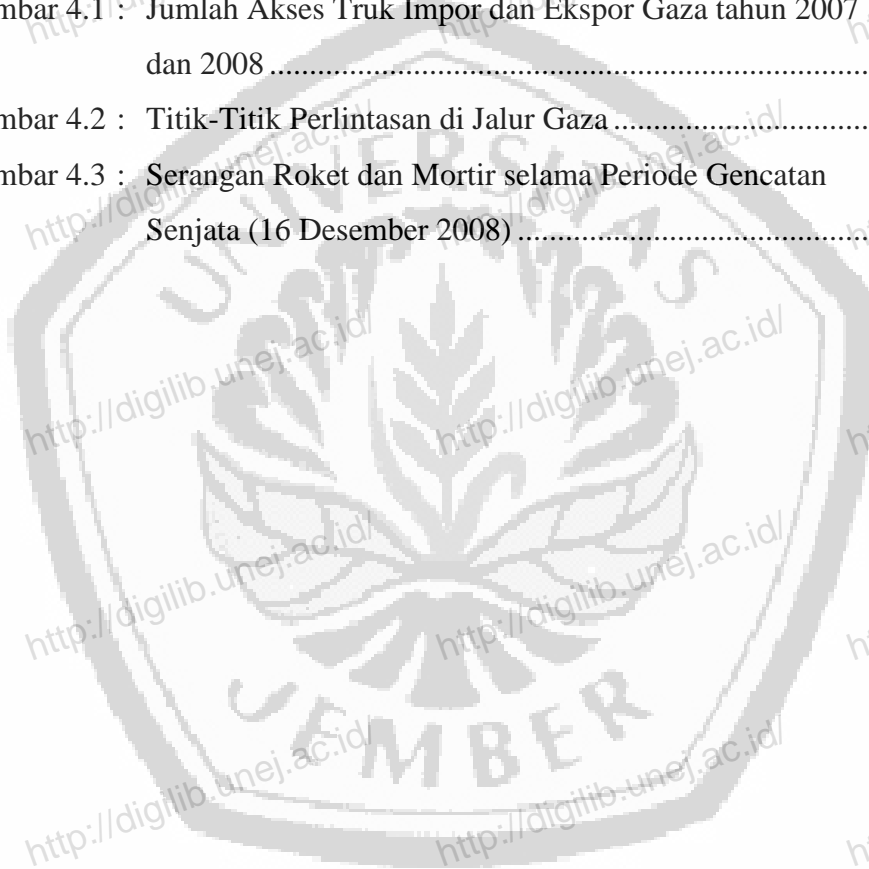 mbar 4.1 : Jumlah Akses Truk Impor dan Ekspor Gaza tahun 2007
dan 2008 ..........................................................................
mbar 4.2 : Titik-Titik Perlintasan di Jalur Gaza ................................
mbar 4.3 : Serangan Roket dan Mortir selama Periode Gencatan
Senjata (16 Desember 2008) ............................................
UNIVERSITAS
JEMBER
http://digilib.unej.ac.id/
http://digilib.unej.ac.id/
http://digilib.unej.ac.id/
http://digilib.unej.ac.id/
http://digilib.unej.ac.id/
http://digilib.unej.ac.id/
http://digilib.unej.ac.id/
http://digilib.unej.ac.id/